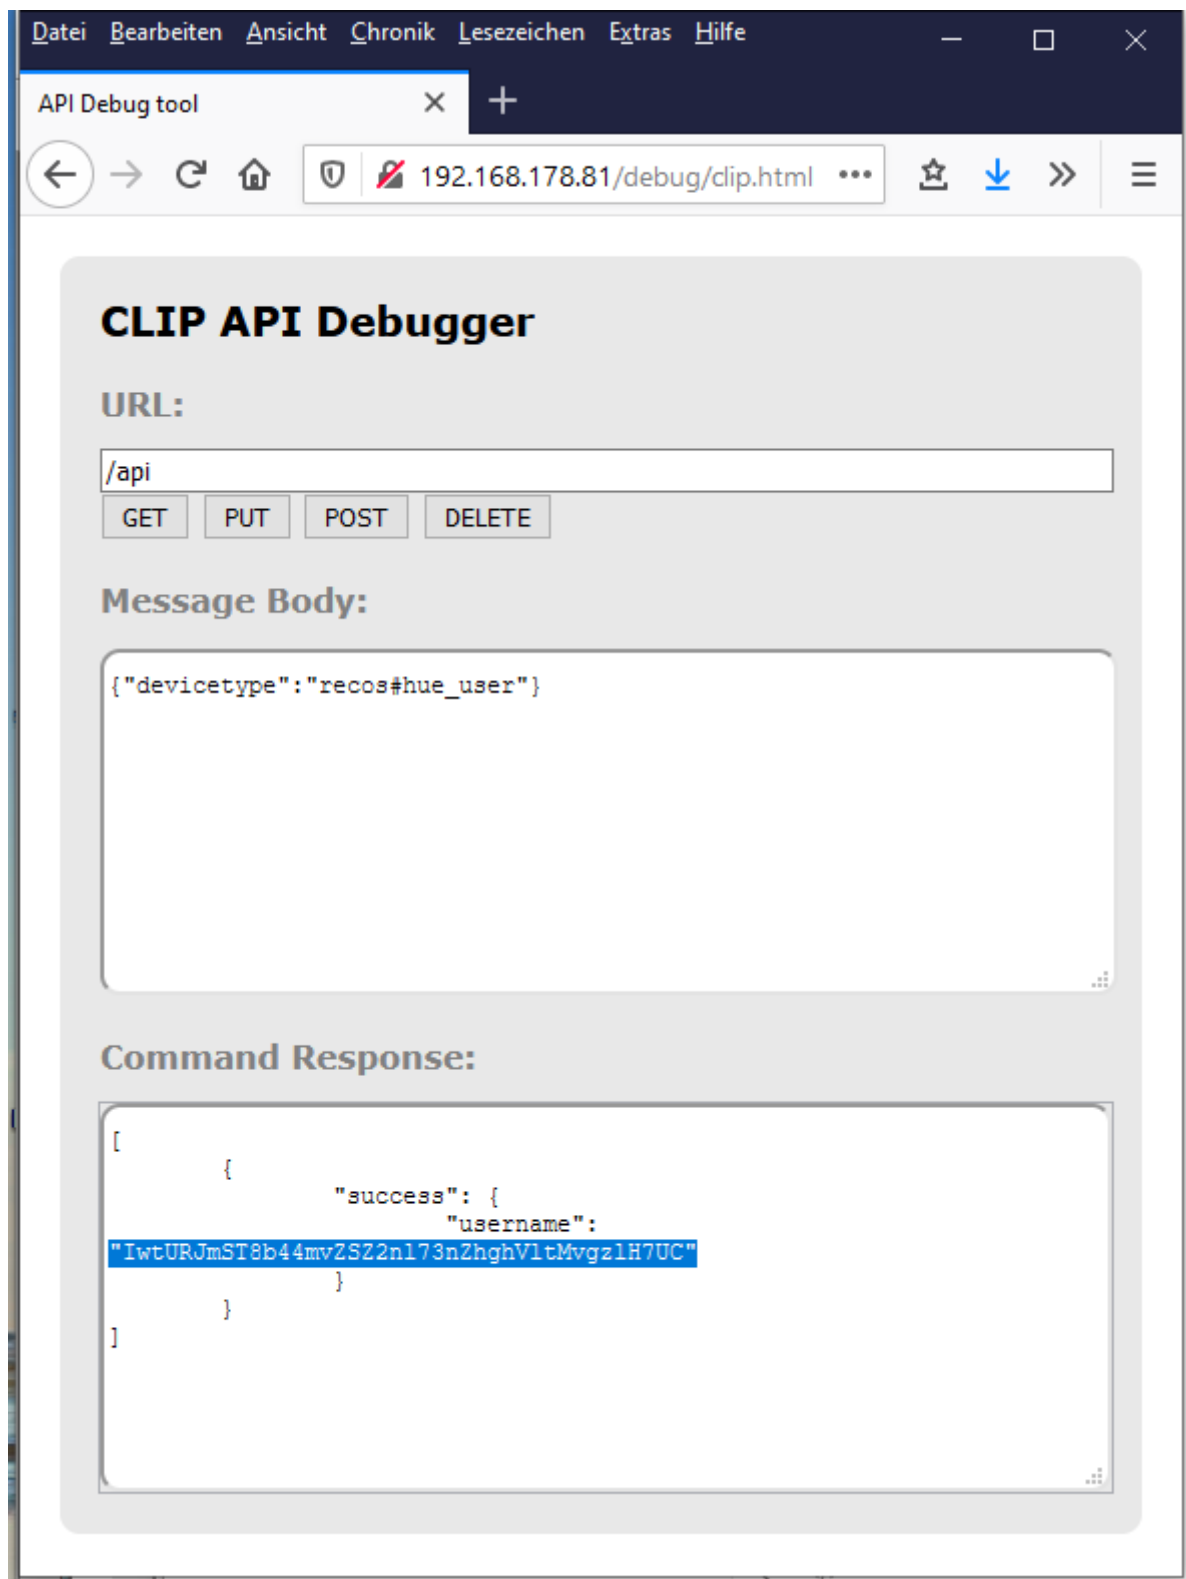 Datei Bearbeiten Ansicht Chronik Lesezeichen Extras Hilfe
API Debug tool
192.168.178.81/debug/clip.html
CLIP API Debugger
URL:
/api
GET PUT POST DELETE
Message Body:
{"devicetype":"recos#hue_user"}
Command Response:
[
{
"success": {
"username":
"IwtURJmST8b44mvZSZ2nl73nZhghVltMvgzlH7UC"
}
}
]